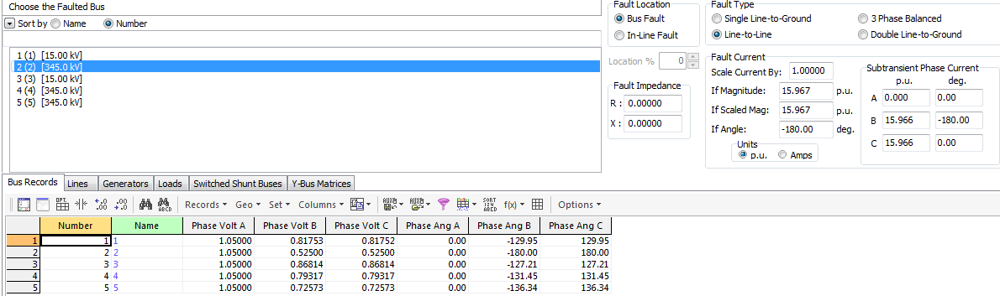 Choose the Faulted Bus
Sort by Name Number
1 (1) [15.00 kV]
2 (2) [345.0 kV]
3 (3) [15.00 kV]
4 (4) [345.0 kV]
5 (5) [345.0 kV]
Fault Location
Bus Fault
In-Line Fault
Location % 0
Fault Impedance
R : 0.00000
X : 0.00000
Fault Type
Single Line-to-Ground 3 Phase Balanced
Line-to-Line Double Line-to-Ground
Fault Current
Scale Current By: 1.00000
If Magnitude: 15.967 p.u.
If Scaled Mag: 15.967 p.u.
If Angle: -180.00 deg.
Units
p.u. Amps
Subtransient Phase Current
p.u. deg.
A 0.000 0.00
B 15.966 -180.00
C 15.966 0.00
Bus Records Lines Generators Loads Switched Shunt Buses Y-Bus Matrices
Records Geo Set Columns AUXB AUXB SORT 124 ABCD f(x) Options
Number Name Phase Volt A Phase Volt B Phase Volt C Phase Ang A Phase Ang B Phase Ang C
1 1 1 1.05000 0.81753 0.81752 0.00 -129.95 129.95
2 2 2 1.05000 0.52500 0.52500 0.00 -180.00 180.00
3 3 3 1.05000 0.86814 0.86814 0.00 -127.21 127.21
4 4 4 1.05000 0.79317 0.79317 0.00 -131.45 131.45
5 5 5 1.05000 0.72573 0.72573 0.00 -136.34 136.34